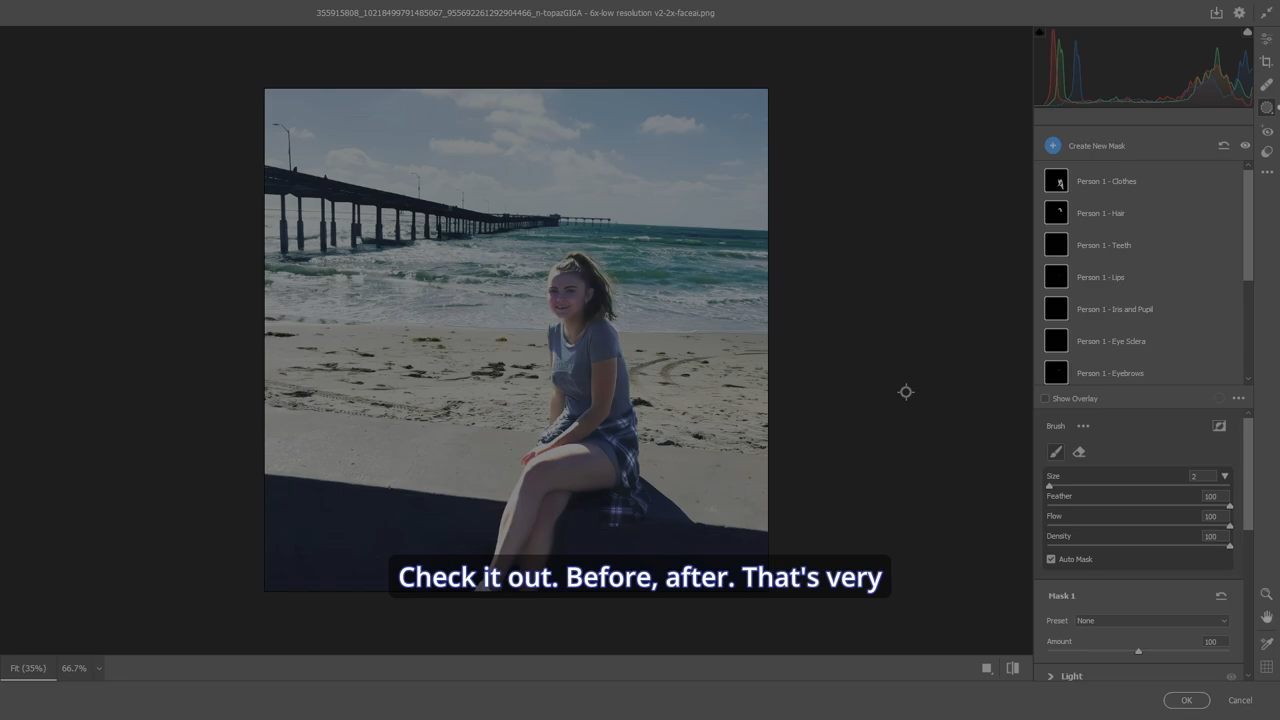 355915808_10218499791485067_955692261292904466_n-topazGIGA - 6x-low resolution v2-2x-faceai.png
Create New Mask
Person 1 - Clothes
Person 1 - Hair
Person 1 - Teeth
Person 1 - Lips
Person 1 - Iris and Pupil
Person 1 - Eye Sclera
Person 1 - Eyebrows
Show Overlay
Brush
Size 2
Feather 100
Flow 100
Density 100
Auto Mask
Check it out. Before, after. That's very
Mask 1
Preset None
Amount 100
Light
Fit (35%) 66.7%
OK Cancel